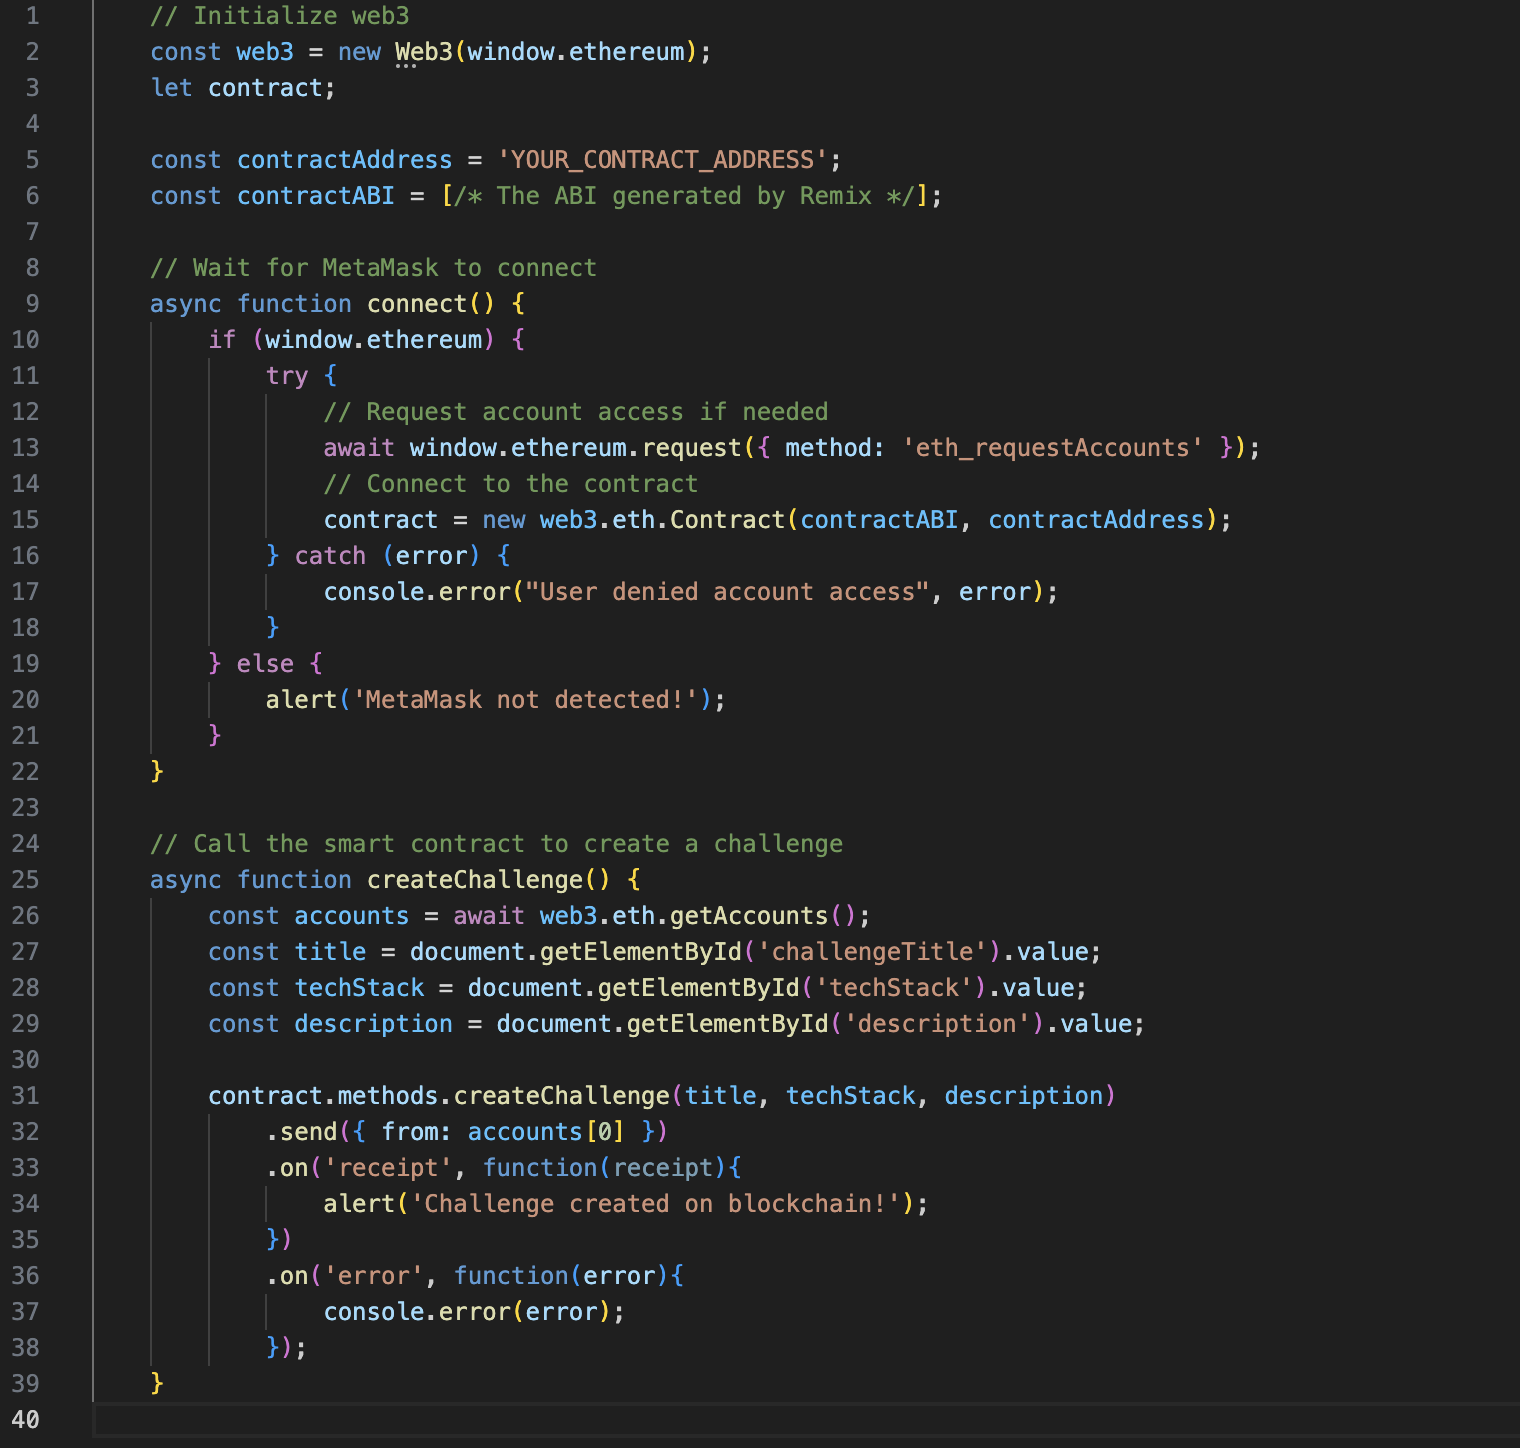 1 // Initialize web3
2 const web3 = new Web3(window.ethereum);
3 let contract;
4
5 const contractAddress = 'YOUR_CONTRACT_ADDRESS';
6 const contractABI = [/* The ABI generated by Remix */];
7
8 // Wait for MetaMask to connect
9 async function connect() {
10 if (window.ethereum) {
11 try {
12 // Request account access if needed
13 await window.ethereum.request({ method: 'eth_requestAccounts' });
14 // Connect to the contract
15 contract = new web3.eth.Contract(contractABI, contractAddress);
16 } catch (error) {
17 console.error("User denied account access", error);
18 }
19 } else {
20 alert('MetaMask not detected!');
21 }
22 }
23
24 // Call the smart contract to create a challenge
25 async function createChallenge() {
26 const accounts = await web3.eth.getAccounts();
27 const title = document.getElementById('challengeTitle').value;
28 const techStack = document.getElementById('techStack').value;
29 const description = document.getElementById('description').value;
30
31 contract.methods.createChallenge(title, techStack, description)
32 .send({ from: accounts[0] })
33 .on('receipt', function(receipt){
34 alert('Challenge created on blockchain!');
35 })
36 .on('error', function(error){
37 console.error(error);
38 });
39 }
40